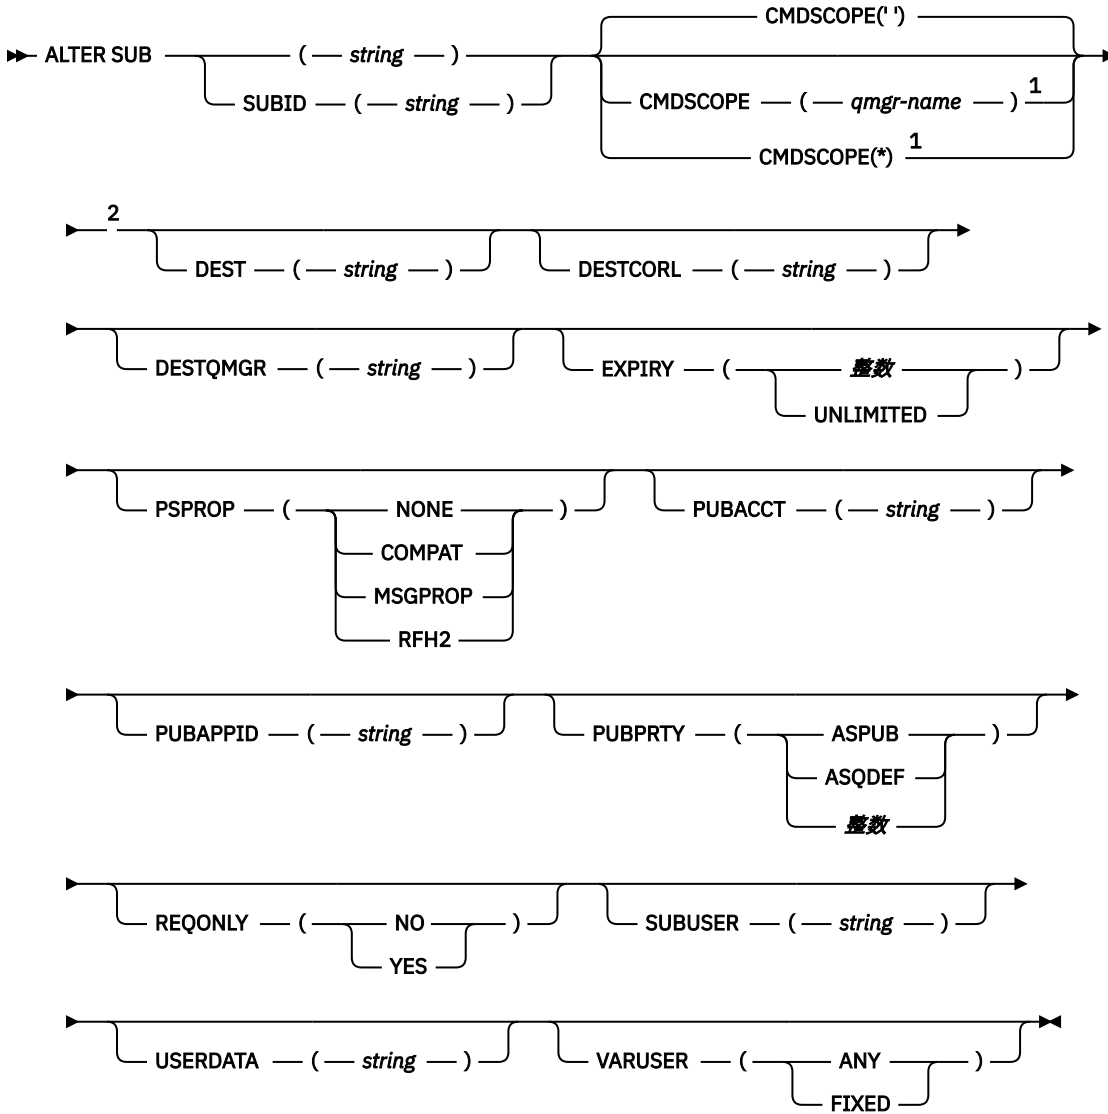 CMDSCOPE(' ')
ALTER SUB ( string )
SUBID ( string )
CMDSCOPE ( qmgr-name ) 1
CMDSCOPE(*) 1
2
DEST ( string ) DESTCORL ( string )
DESTQMGR ( string ) EXPIRY ( 整数 )
UNLIMITED
PSPROP ( NONE ) PUBACCT ( string )
COMPAT
MSGPROP
RFH2
PUBAPPID ( string ) PUBPRTY ( ASPUB )
ASQDEF
整数
REQONLY ( NO ) SUBUSER ( string )
YES
USERDATA ( string ) VARUSER ( ANY )
FIXED